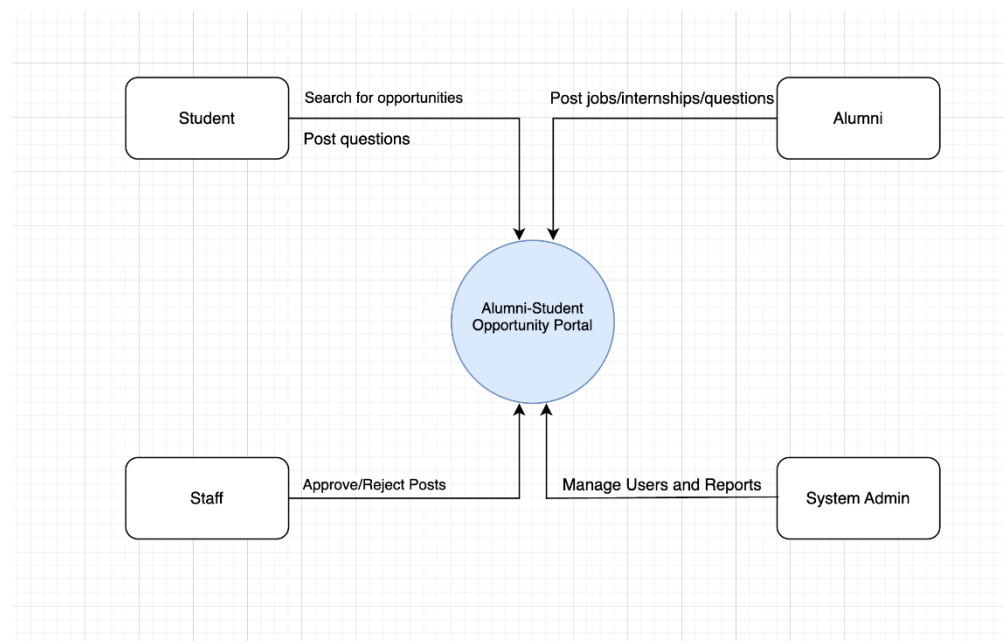 Search for opportunities
Student
Post questions
Post jobs/internships/questions
Alumni
Alumni-Student
Opportunity Portal
Staff
Approve/Reject Posts
Manage Users and Reports
System Admin